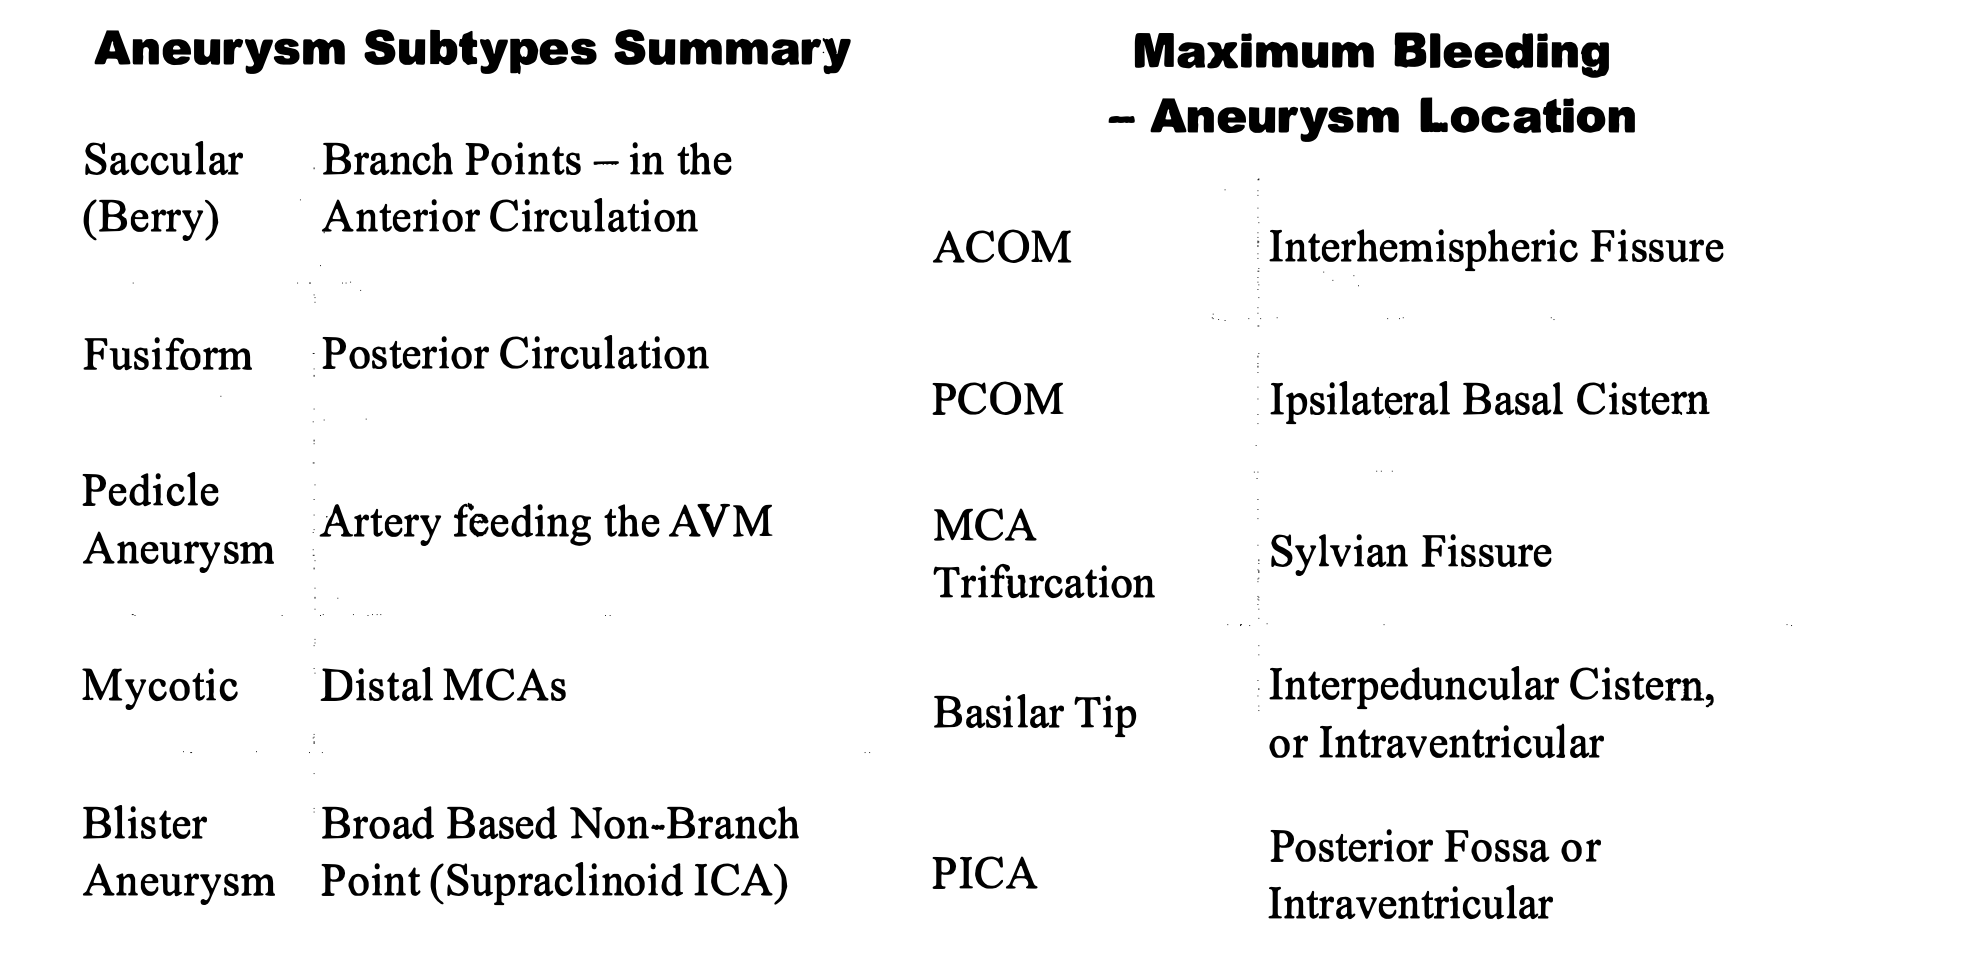 Aneurysm Subtypes Summary
Saccular
(Berry)
Branch Points – in the
Anterior Circulation
Fusiform
Posterior Circulation
Pedicle
Aneurysm
Artery feeding the AVM
Mycotic
Distal MCAs
Blister
Aneurysm
Broad Based Non-Branch
Point (Supraclinoid ICA)
Maximum Bleeding
– Aneurysm Location
ACOM
Interhemispheric Fissure
PCOM
Ipsilateral Basal Cistern
MCA
Trifurcation
Sylvian Fissure
Basilar Tip
Interpeduncular Cistern,
or Intraventricular
PICA
Posterior Fossa or
Intraventricular